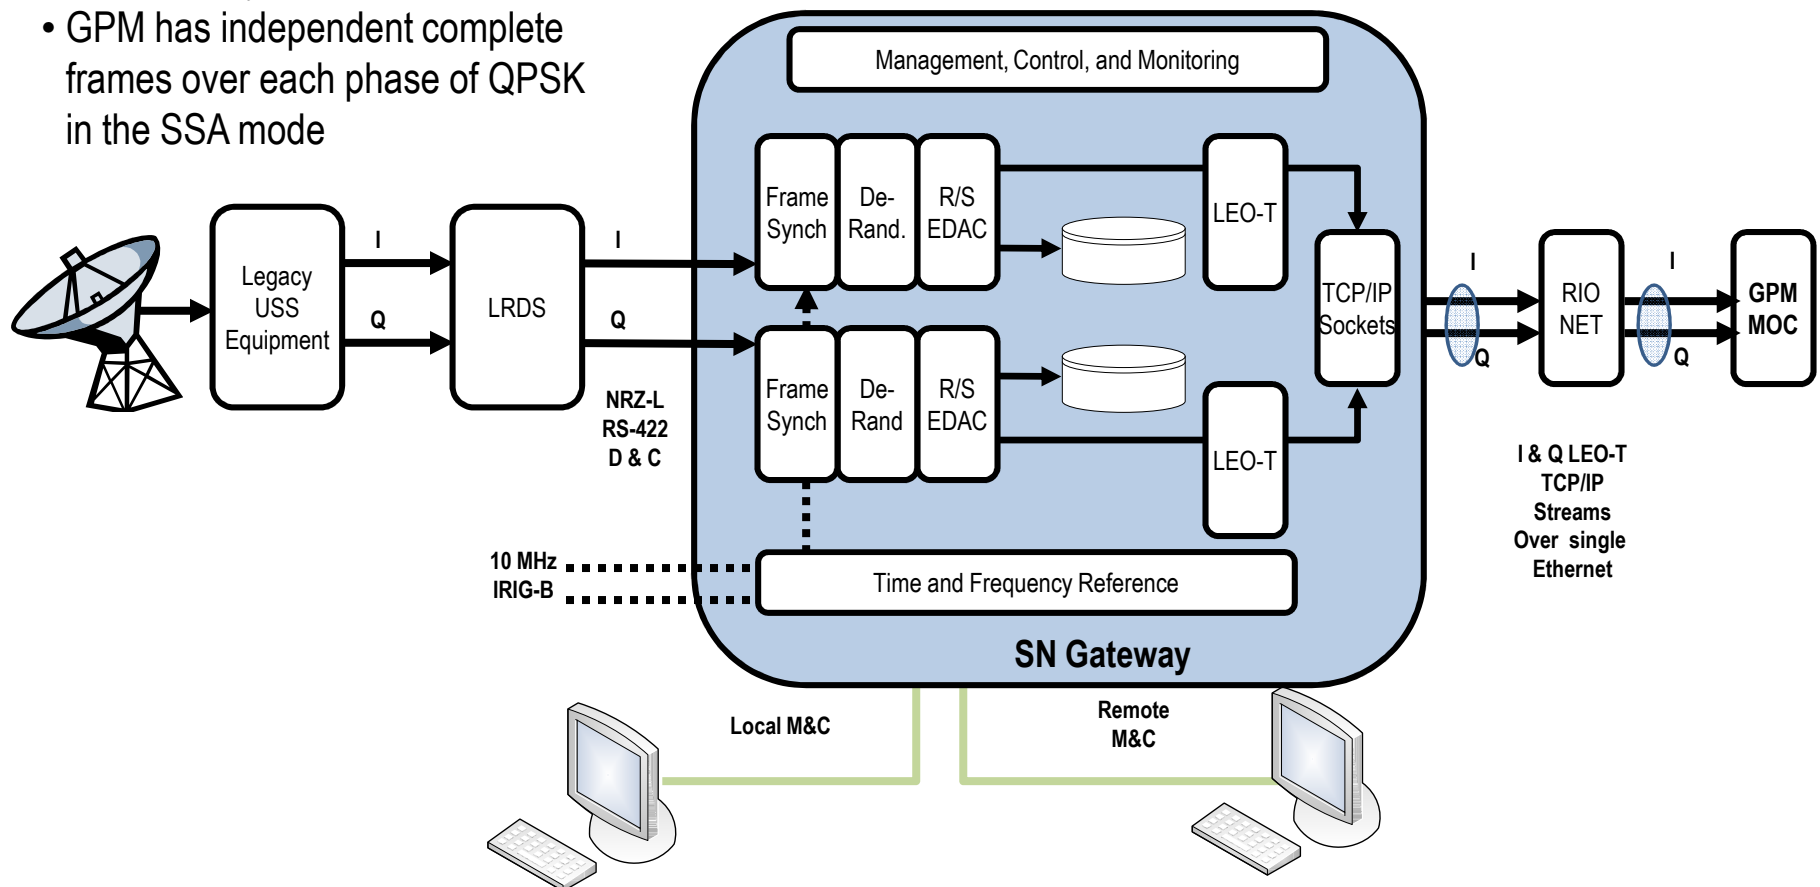 • GPM has independent complete
frames over each phase of QPSK
in the SSA mode
Management, Control, and Monitoring
Frame
Synch
De-
Rand.
R/S
EDAC
LEO-T
Legacy
USS
Equipment
I
Q
LRDS
I
Q
NRZ-L
RS-422
D & C
TCP/IP
Sockets
I
Q
RIO
NET
I
Q
GPM
MOC
Frame
Synch
De-
Rand
R/S
EDAC
LEO-T
I & Q LEO-T
TCP/IP
Streams
Over single
Ethernet
10 MHz
IRIG-B
Time and Frequency Reference
SN Gateway
Local M&C
Remote
M&C